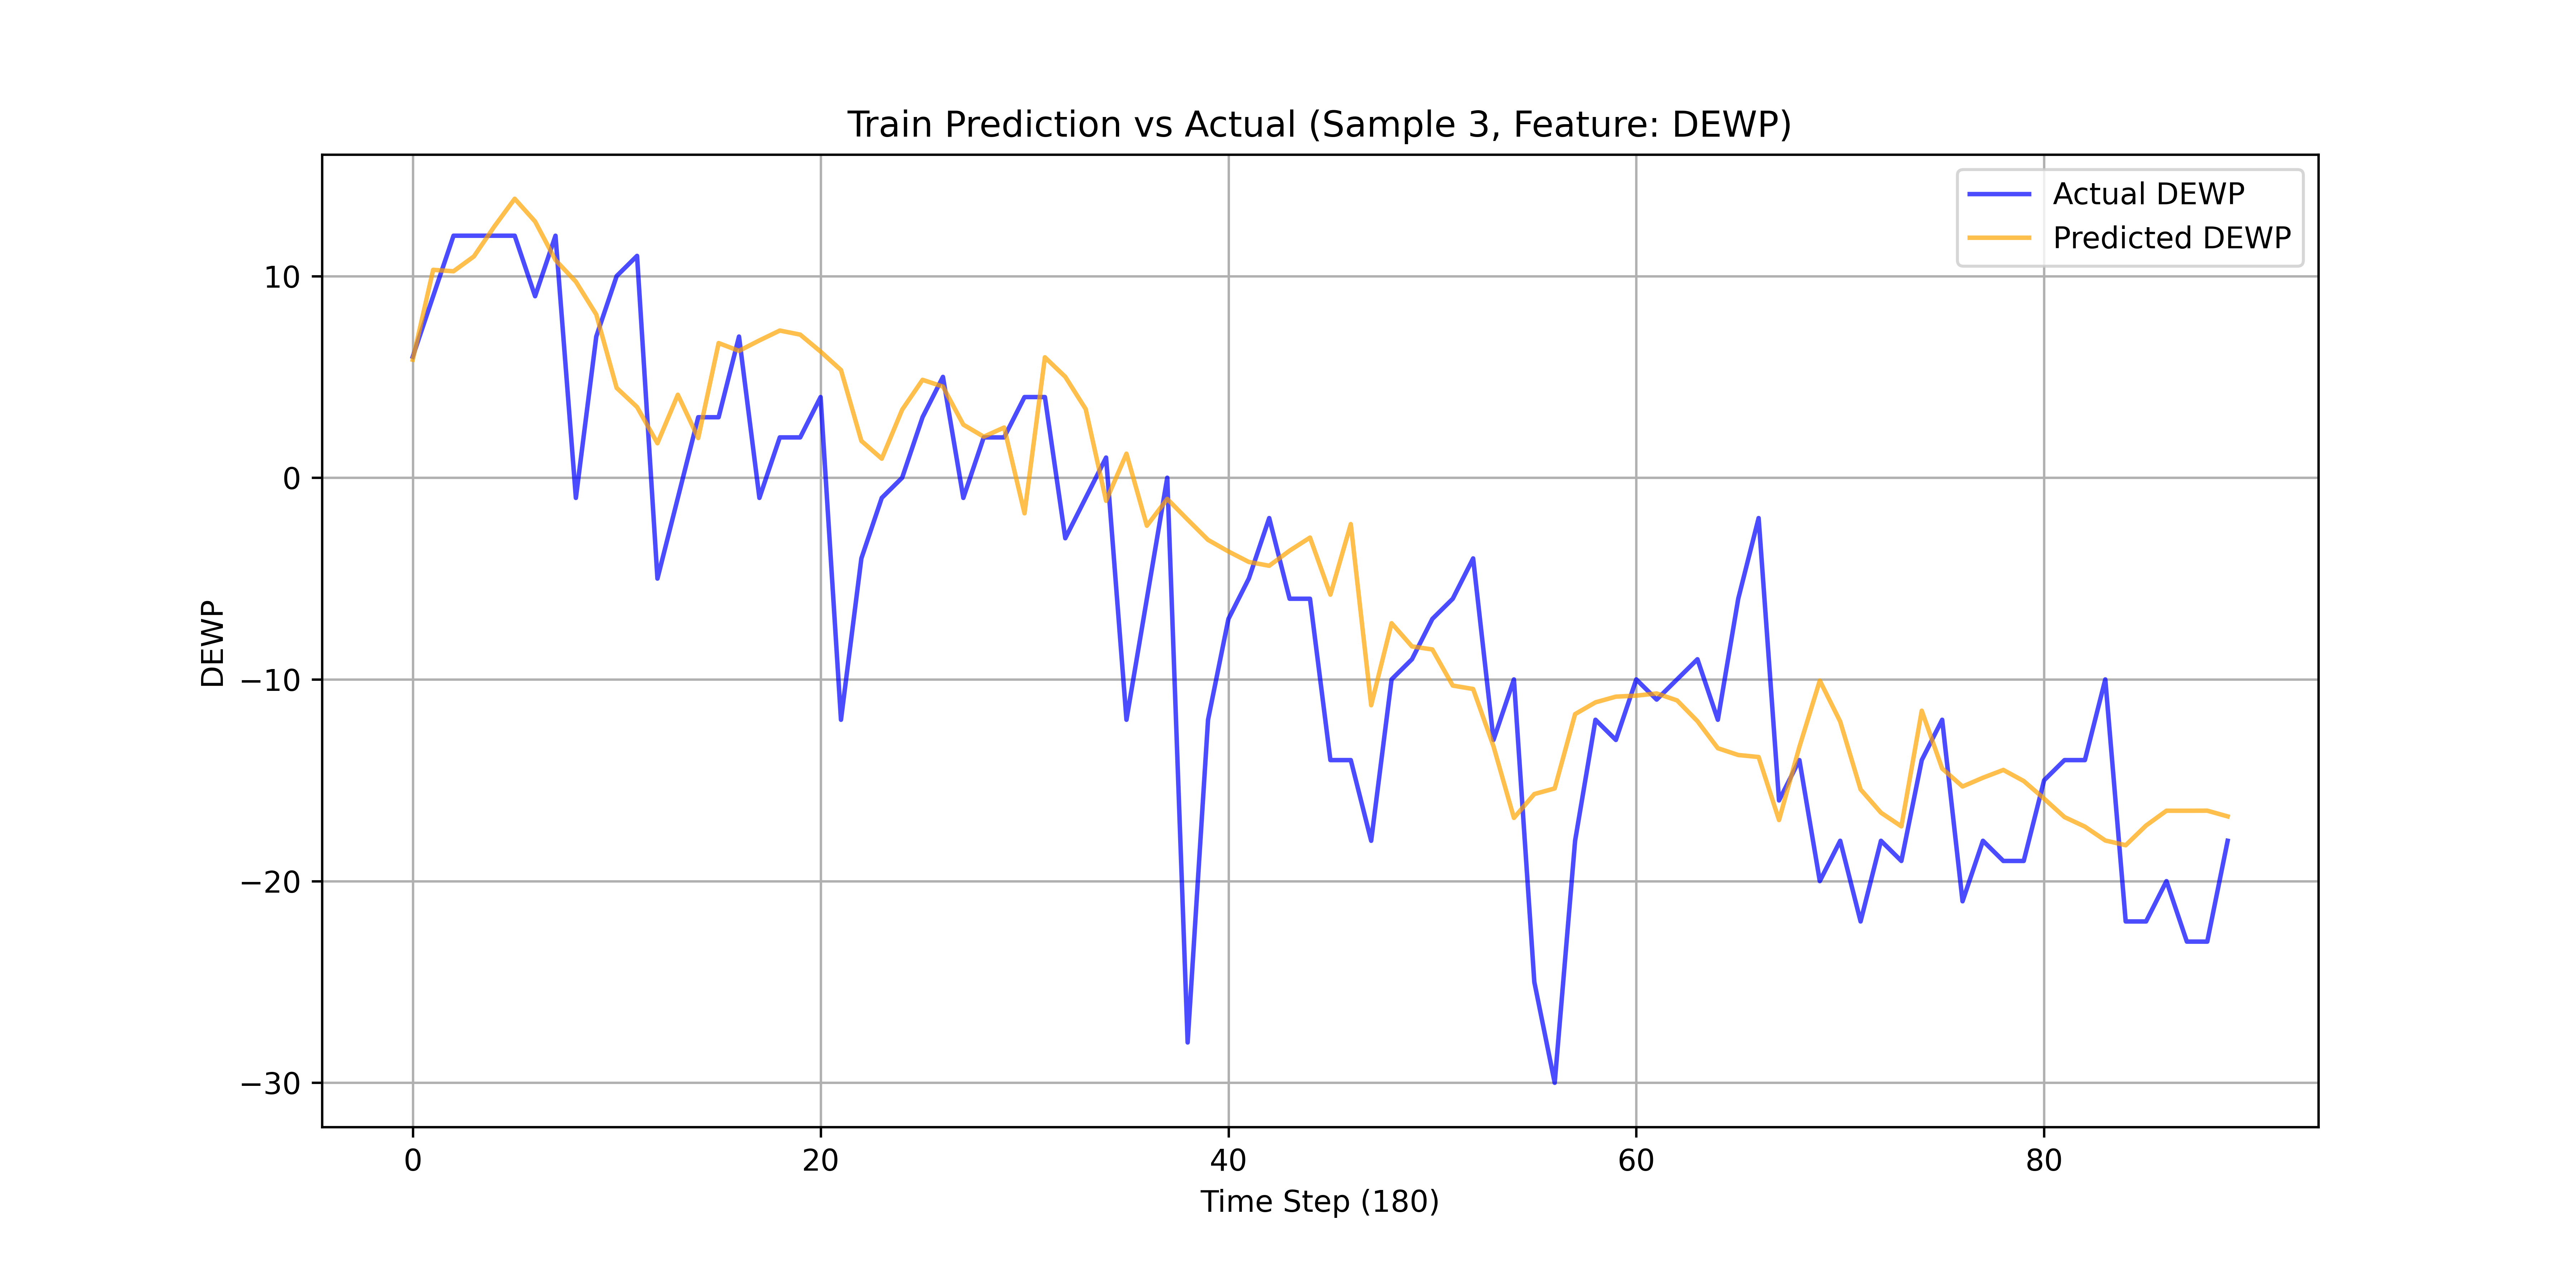 Train Prediction vs Actual (Sample 3, Feature: DEWP)
Actual DEWP
Predicted DEWP
10
0
−10
−20
−30
DEWP
0 20 40 60 80
Time Step (180)